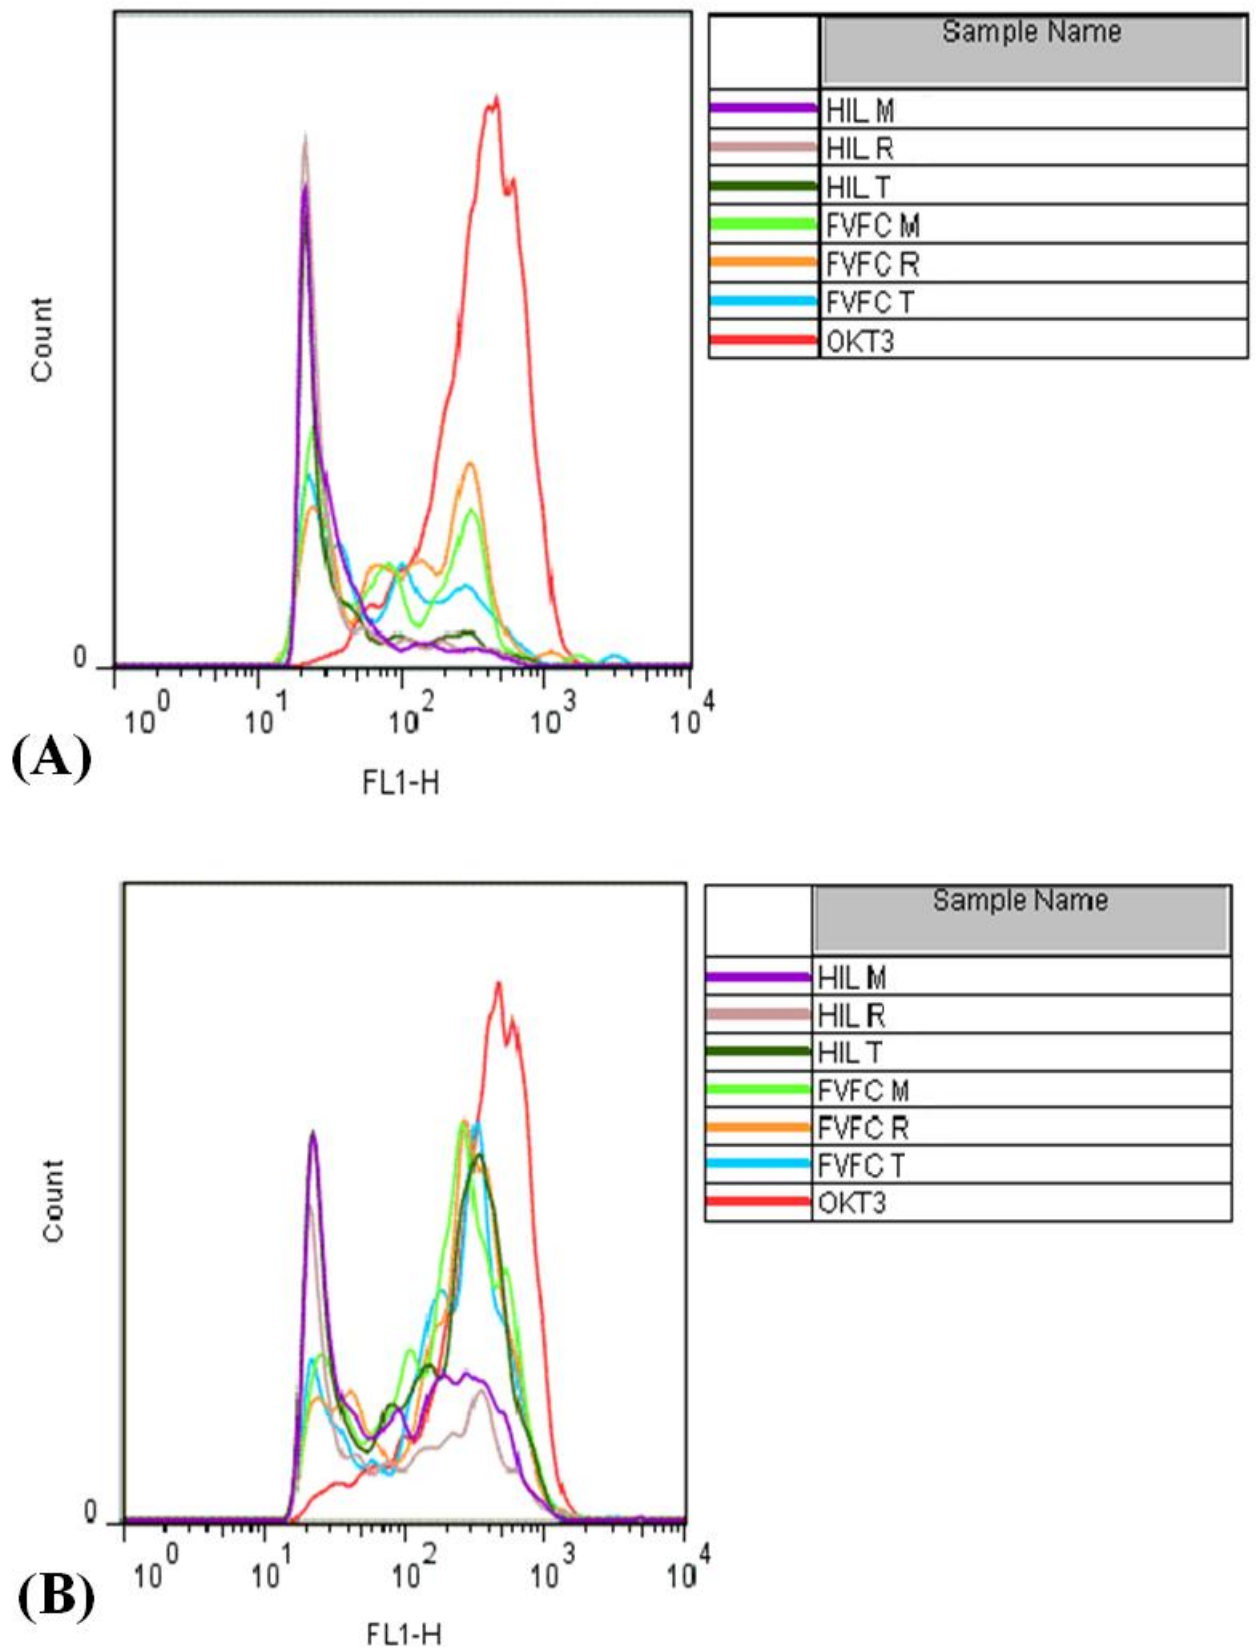 Sample Name
HIL M
HIL R
HIL T
FVFC M
FVFC R
FVFC T
OKT3
Count
0
10^0 10^1 10^2 10^3 10^4
(A)
FL1-H
Sample Name
HIL M
HIL R
HIL T
FVFC M
FVFC R
FVFC T
OKT3
Count
0
10^0 10^1 10^2 10^3 10^4
(B)
FL1-H